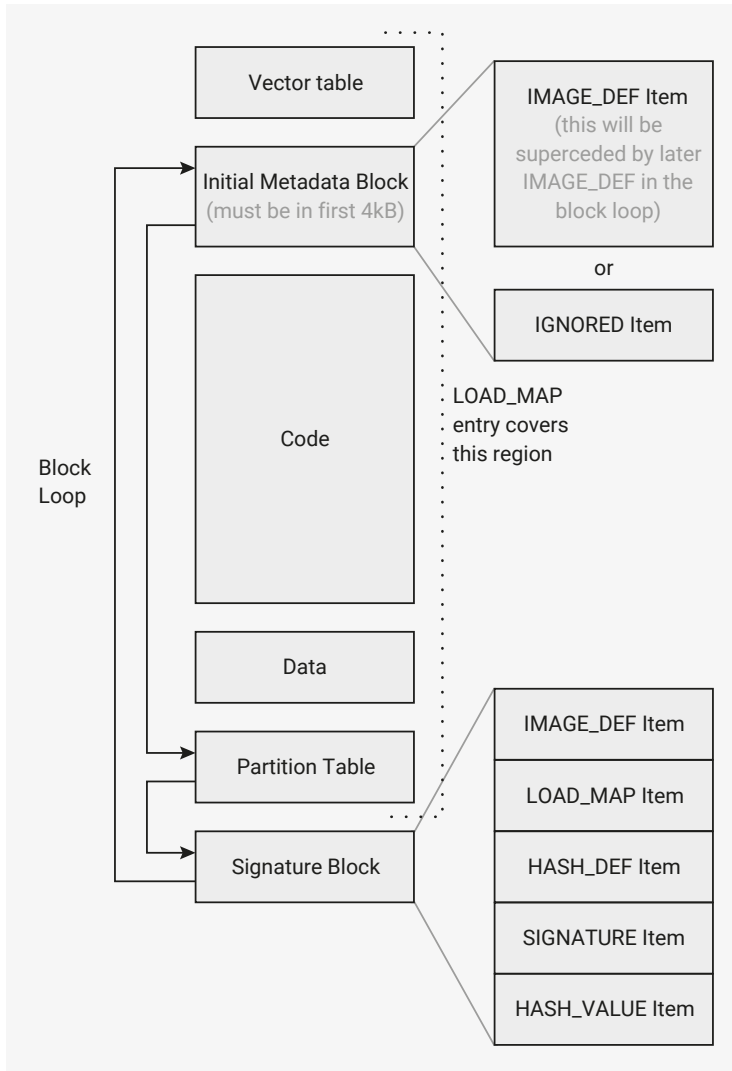 Vector table
Initial Metadata Block
(must be in first 4kB)
Code
Data
Partition Table
Signature Block
Block
Loop
LOAD_MAP
entry covers
this region
IMAGE_DEF Item
(this will be
superceded by later
IMAGE_DEF in the
block loop)
or
IGNORED Item
IMAGE_DEF Item
LOAD_MAP Item
HASH_DEF Item
SIGNATURE Item
HASH_VALUE Item